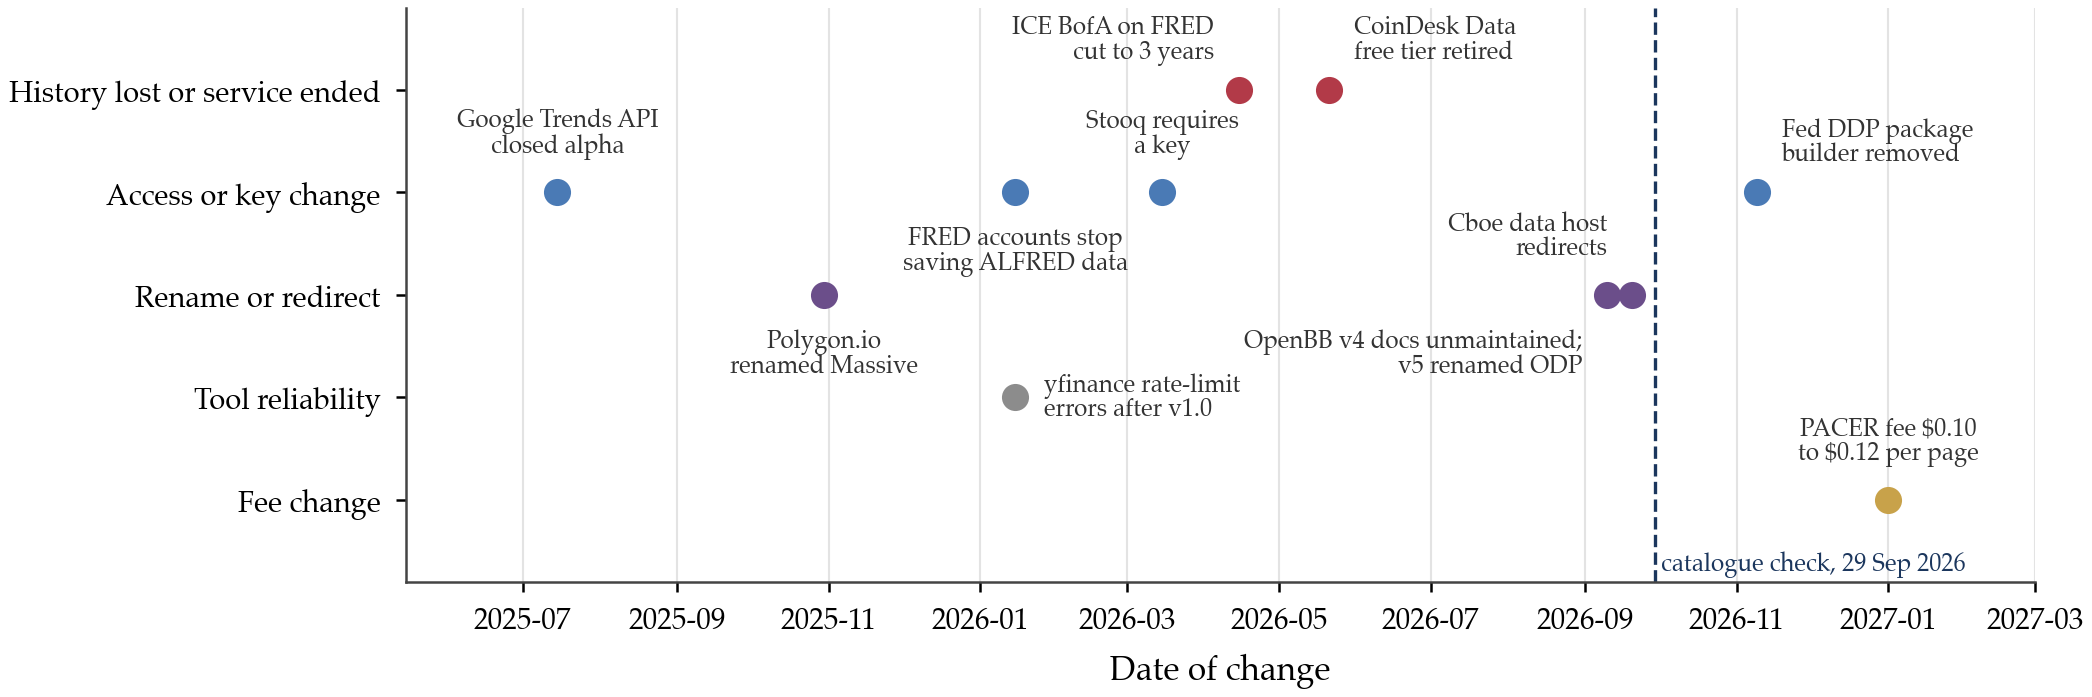 ICE BofA on FRED
cut to 3 years
CoinDesk Data
free tier retired
History lost or service ended
Google Trends API
closed alpha
Stooq requires
a key
Fed DDP package
builder removed
Access or key change
FRED accounts stop
saving ALFRED data
Cboe data host
redirects
Rename or redirect
Polygon.io
renamed Massive
OpenBB v4 docs unmaintained;
v5 renamed ODP
Tool reliability
yfinance rate-limit
errors after v1.0
PACER fee $0.10
to $0.12 per page
Fee change
catalogue check, 29 Sep 2026
2025-07
2025-09
2025-11
2026-01
2026-03
2026-05
2026-07
2026-09
2026-11
2027-01
2027-03
Date of change